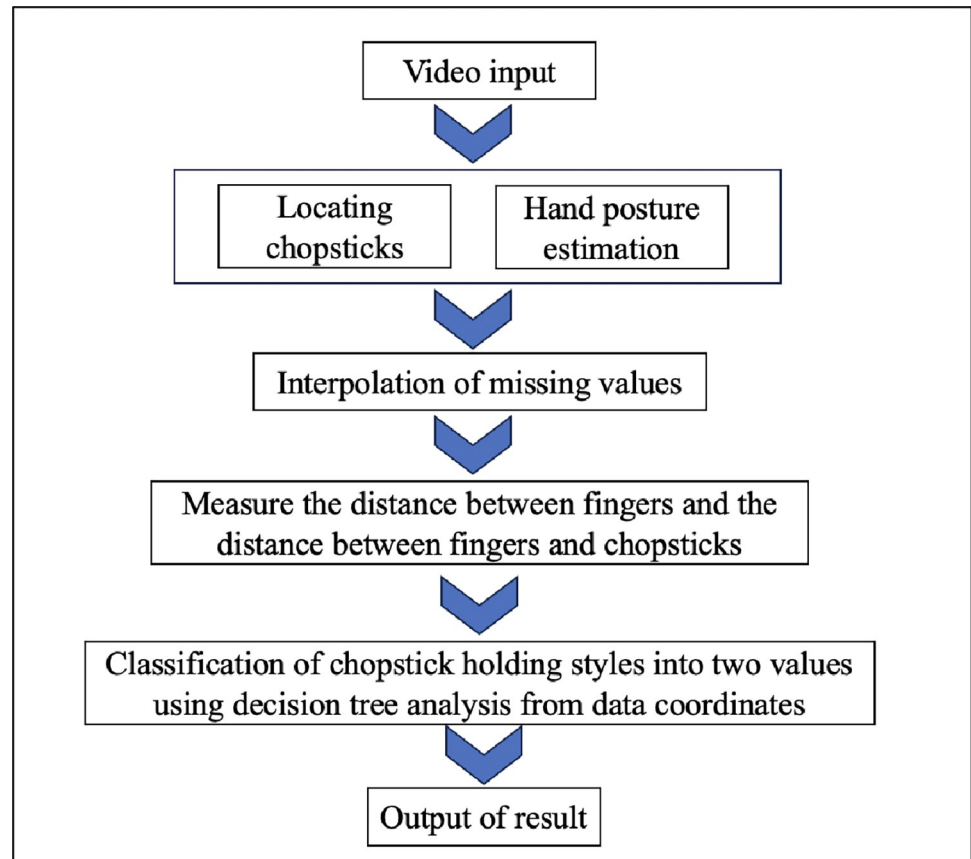 Video input
Locating
chopsticks
Hand posture
estimation
Interpolation of missing values
Measure the distance between fingers and the
distance between fingers and chopsticks
Classification of chopstick holding styles into two values
using decision tree analysis from data coordinates
Output of result